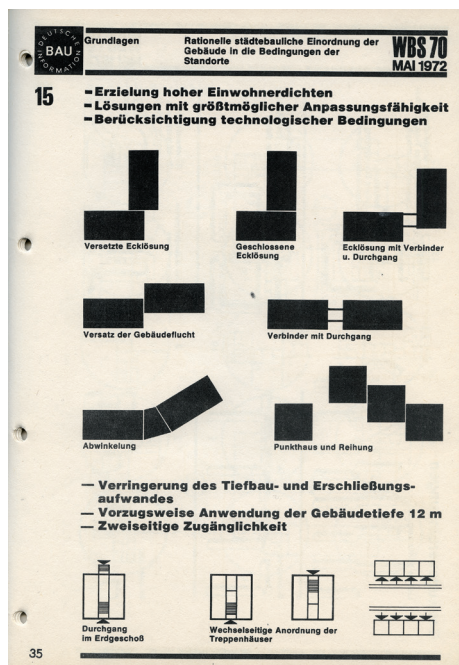 DEUTSCHE
BAU
INFORMATION
Grundlagen
Rationelle städtebauliche Einordnung der
Gebäude in die Bedingungen der
Standorte
WBS 70
MAI 1972
15
- Erzielung hoher Einwohnerdichten
- Lösungen mit größtmöglicher Anpassungsfähigkeit
- Berücksichtigung technologischer Bedingungen
Versetzte Ecklösung
Geschlossene
Ecklösung
Ecklösung mit Verbinder
u. Durchgang
Versatz der Gebäudeflucht
Verbinder mit Durchgang
Abwinkelung
Punkthaus und Reihung
— Verringerung des Tiefbau- und Erschließungs-
aufwandes
— Vorzugsweise Anwendung der Gebäudetiefe 12 m
— Zweiseitige Zugänglichkeit
Durchgang
im Erdgeschoß
Wechselseitige Anordnung der
Treppenhäuser
35